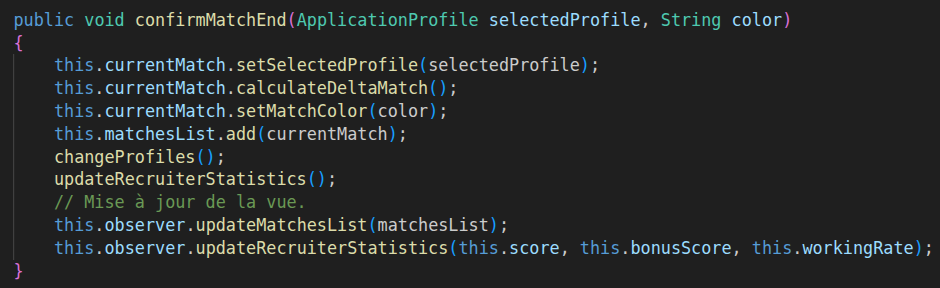 public void confirmMatchEnd(ApplicationProfile selectedProfile, String color)
{
    this.currentMatch.setSelectedProfile(selectedProfile);
    this.currentMatch.calculateDeltaMatch();
    this.currentMatch.setMatchColor(color);
    this.matchesList.add(currentMatch);
    changeProfiles();
    updateRecruiterStatistics();
    // Mise à jour de la vue.
    this.observer.updateMatchesList(matchesList);
    this.observer.updateRecruiterStatistics(this.score, this.bonusScore, this.workingRate);
}